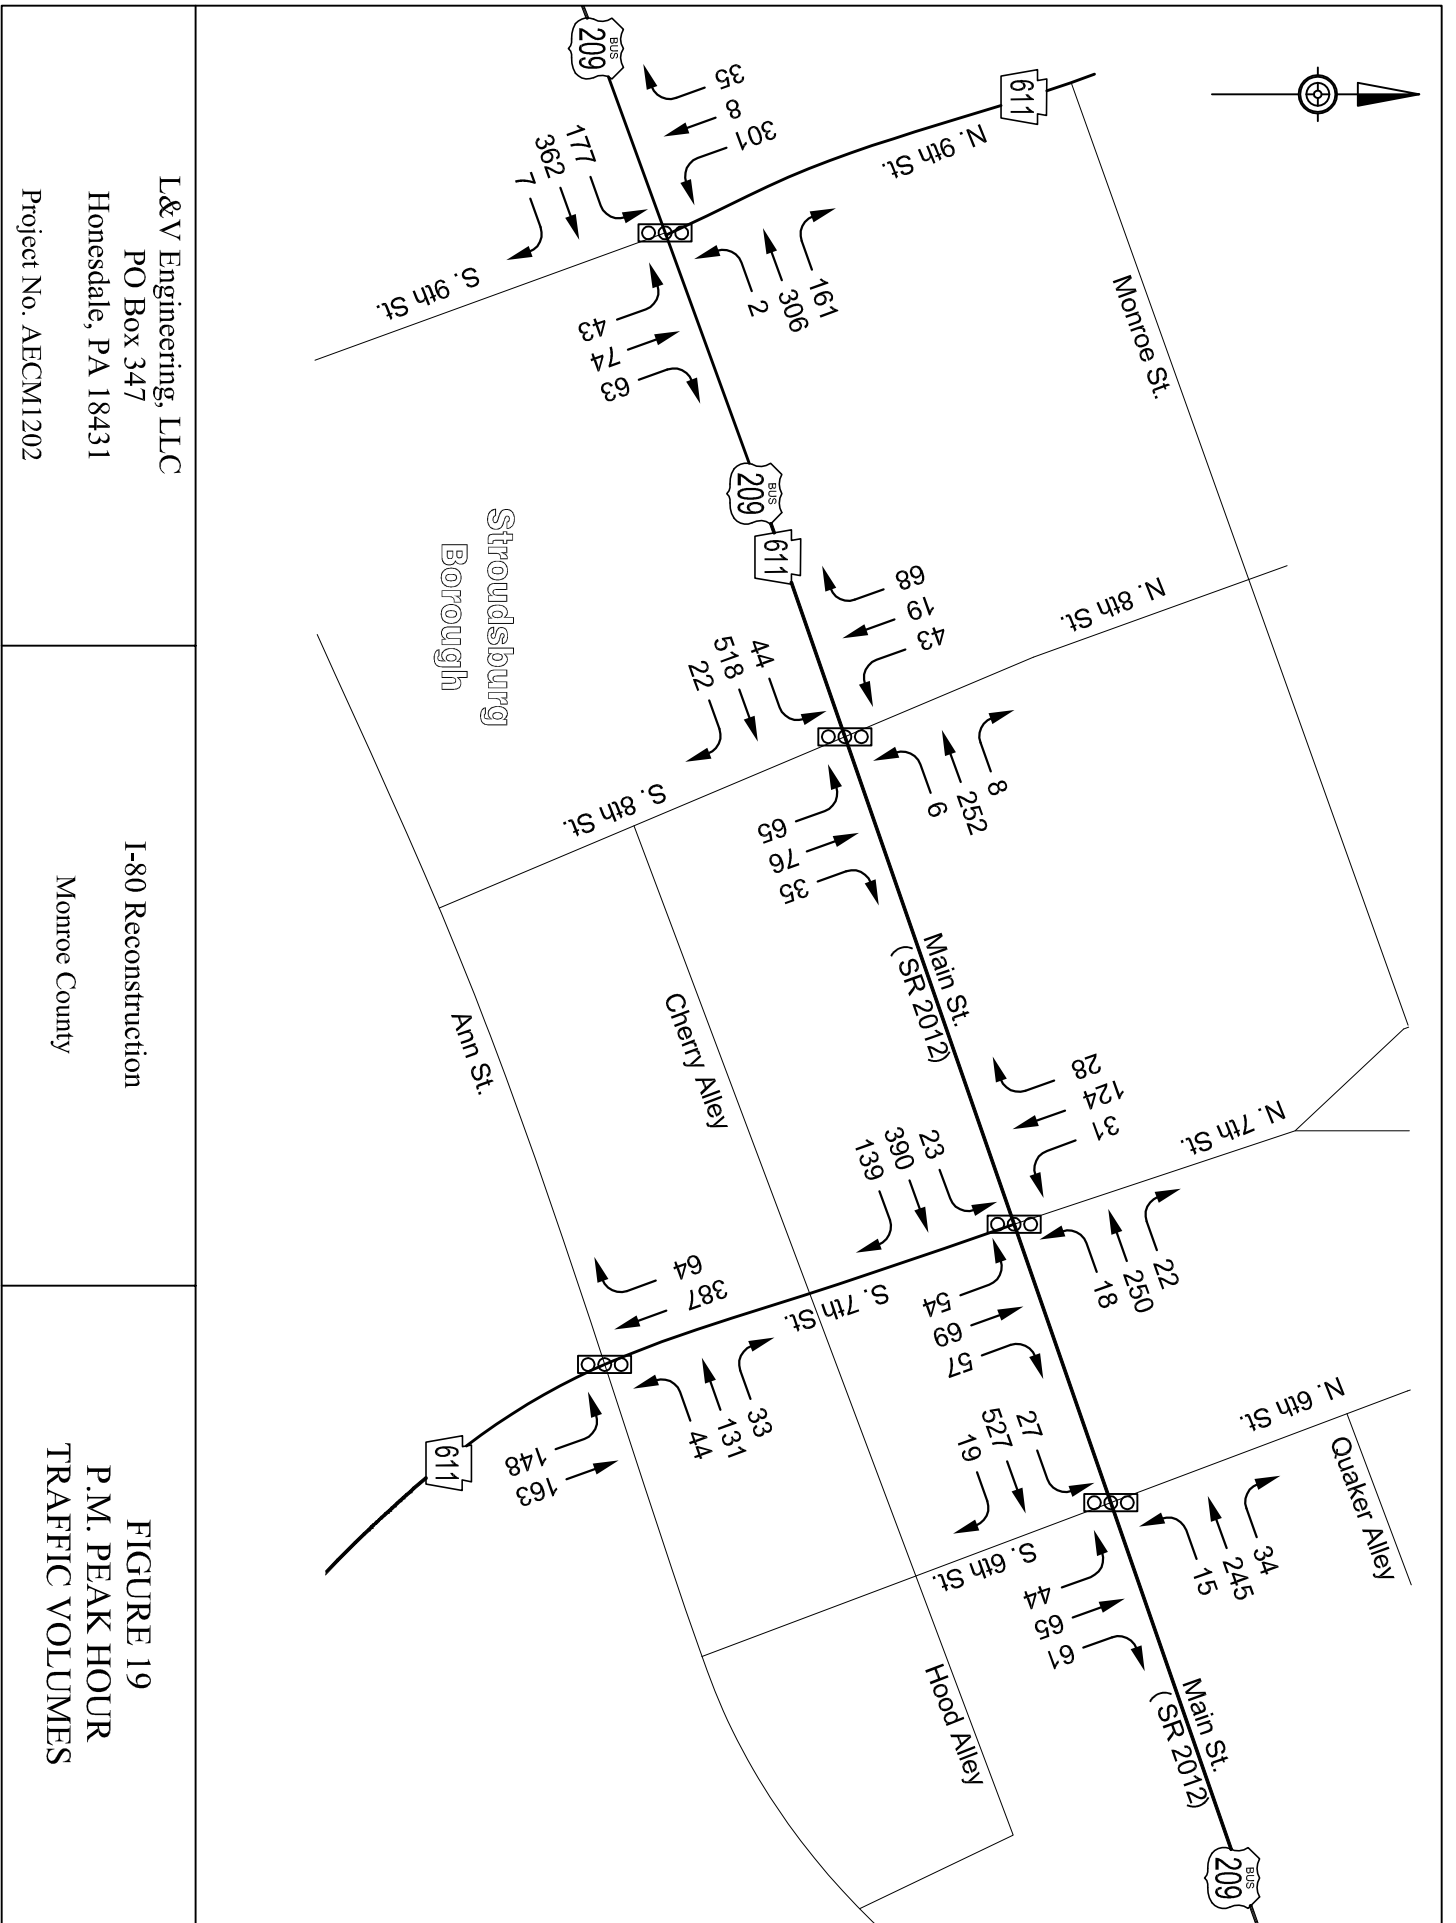 BUS
209
611
N. 9th St.
Monroe St.
35
8
301
177
362
7
161
306
2
43
74
63
S. 9th St.
BUS
209
611
Stroudsburg
Borough
N. 8th St.
68
19
43
44
518
22
8
252
6
65
76
35
S. 8th St.
Main St.
( SR 2012)
Cherry Alley
Ann St.
N. 7th St.
28
124
31
23
390
139
22
250
18
54
69
57
S. 7th St.
64
387
33
131
44
148
163
611
N. 6th St.
Quaker Alley
27
527
19
34
245
15
44
65
61
S. 6th St.
Hood Alley
Main St.
( SR 2012)
BUS
209
L&V Engineering, LLC
PO Box 347
Honesdale, PA 18431
Project No. AECM1202
I-80 Reconstruction
Monroe County
FIGURE 19
P.M. PEAK HOUR
TRAFFIC VOLUMES